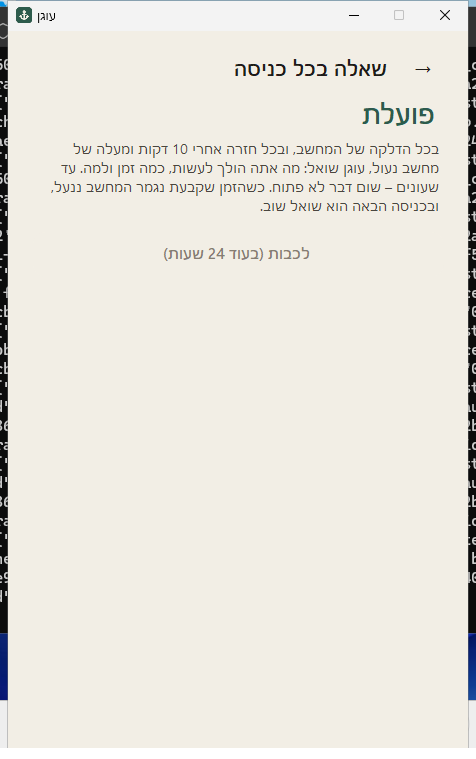 עוגן
שאלה בכל כניסה
פועלת
בכל הדלקה של המחשב, ובכל חזרה אחרי 10 דקות ומעלה של
מחשב נעול, עוגן שואל: מה אתה הולך לעשות, כמה זמן ולמה. עד
שעונים – שום דבר לא פתוח. כשהזמן שקבעת נגמר המחשב ננעל,
ובכניסה הבאה הוא שואל שוב.
לכבות (בעוד 24 שעות)